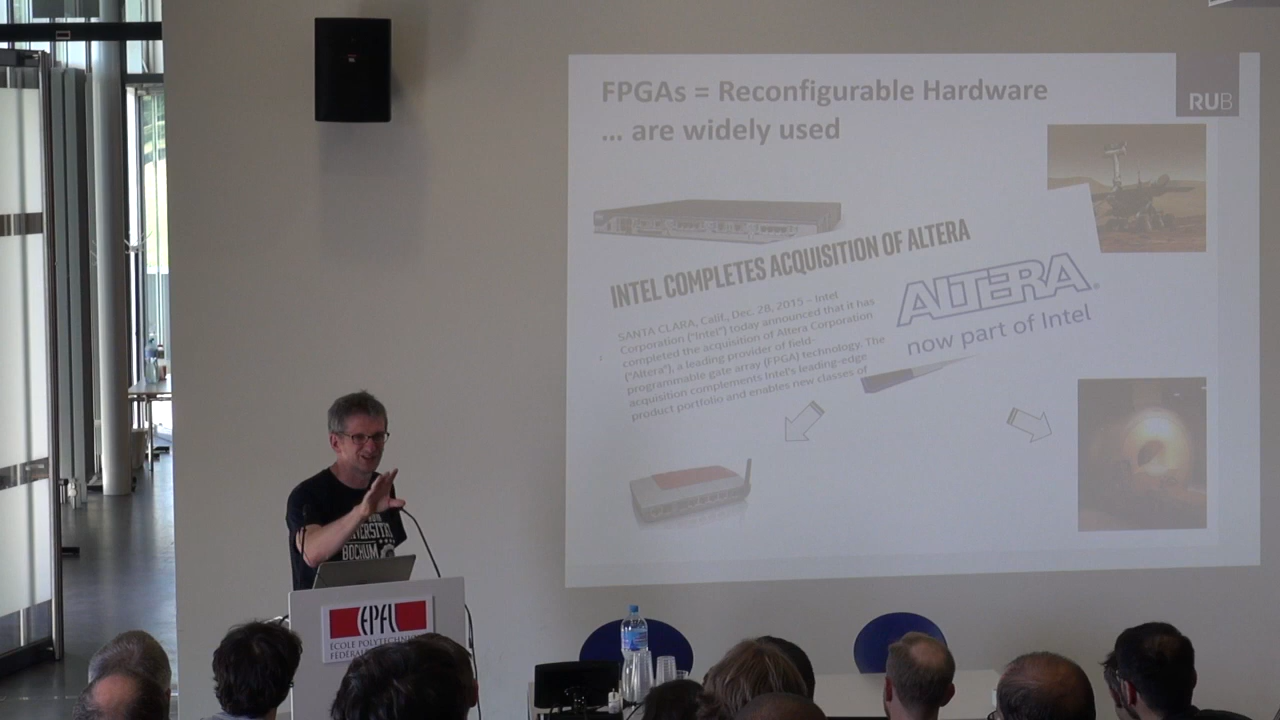 FPGAs = Reconfigurable Hardware
... are widely used
RUB
INTEL COMPLETES ACQUISITION OF ALTERA
SANTA CLARA, Calif., Dec. 28, 2015 – Intel
Corporation ("Intel") today announced that it has
completed the acquisition of Altera Corporation
("Altera"), a leading provider of field-
programmable gate array (FPGA) technology. The
acquisition complements Intel's leading-edge
product portfolio and enables new classes of
ALTERA®
now part of Intel
BOCHUM
EPFL
ECOLE POLYTECHNI